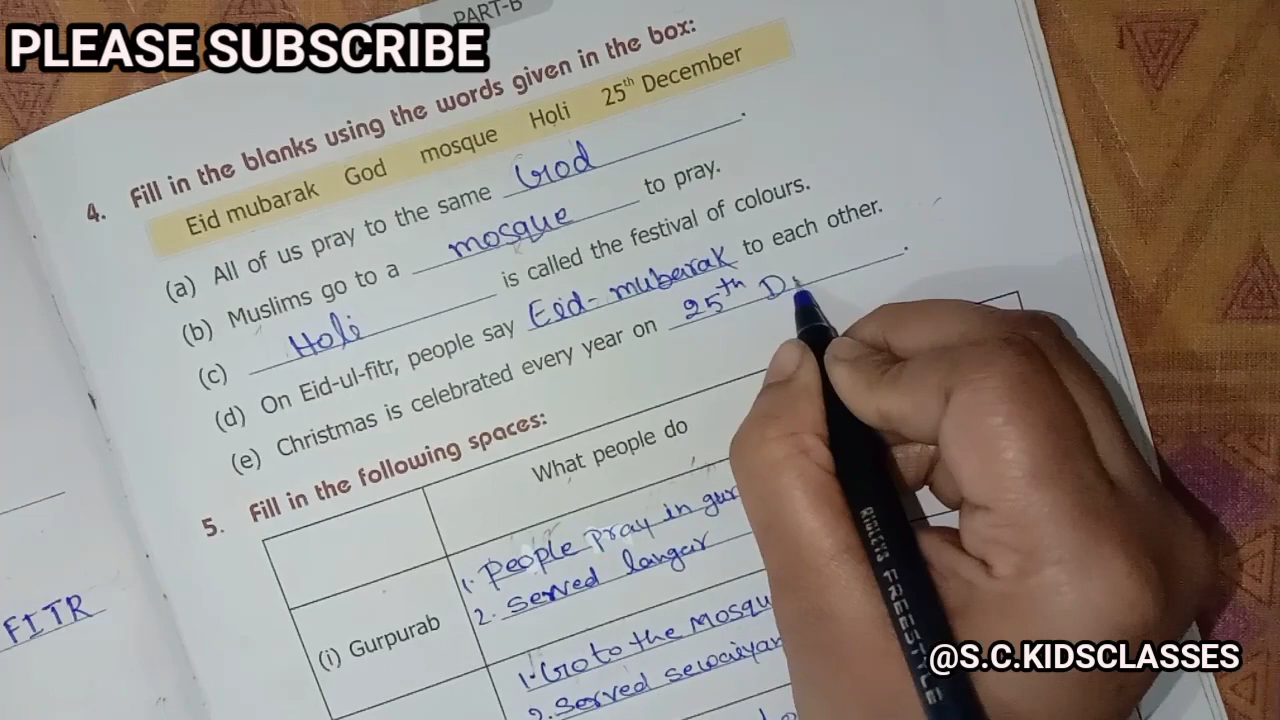 PART-B
PLEASE SUBSCRIBE
4. Fill in the blanks using the words given in the box:
Eid mubarak God mosque Holi 25th December
(a) All of us pray to the same God.
(b) Muslims go to a mosque to pray.
(c) Holi is called the festival of colours.
(d) On Eid-ul-fitr, people say Eid-mubarak to each other.
(e) Christmas is celebrated every year on 25th D
5. Fill in the following spaces:
What people do
(i) Gurpurab
1. People pray in gur
2. Served langar
1. Go to the mosqu
2. Served sewaiyan
FITR
RIDLEYS FREESTYLE
@S.C.KIDSCLASSES